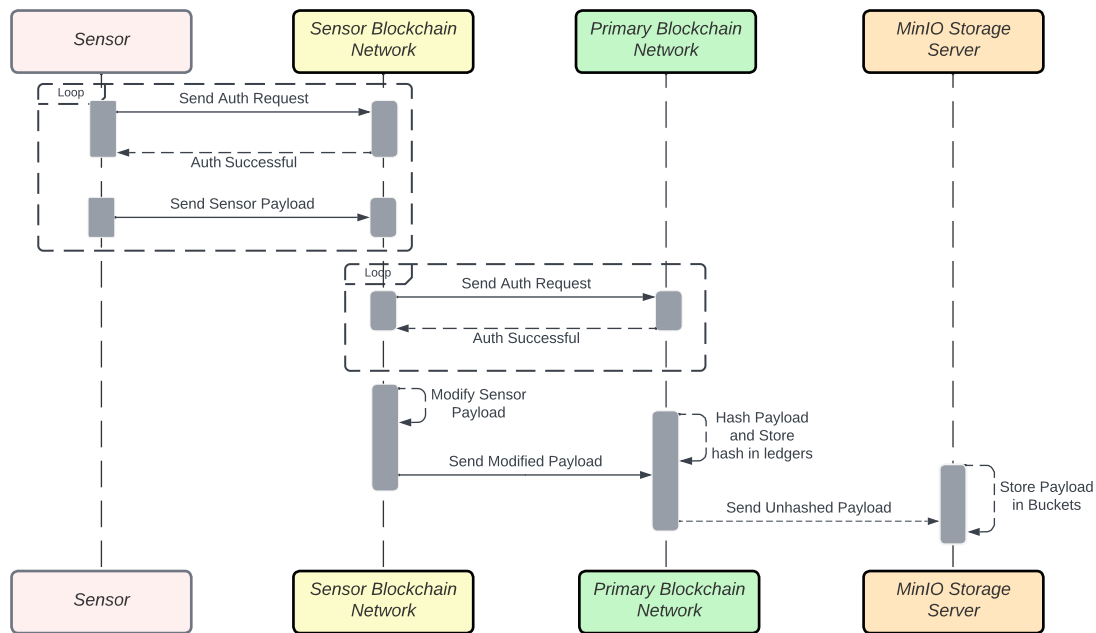 Sensor
Sensor Blockchain
Network
Primary Blockchain
Network
MinIO Storage
Server
Loop
Send Auth Request
Auth Successful
Send Sensor Payload
Loop
Send Auth Request
Auth Successful
Modify Sensor
Payload
Hash Payload
and Store
hash in ledgers
Send Modified Payload
Store Payload
in Buckets
Send Unhashed Payload
Sensor
Sensor Blockchain
Network
Primary Blockchain
Network
MinIO Storage
Server